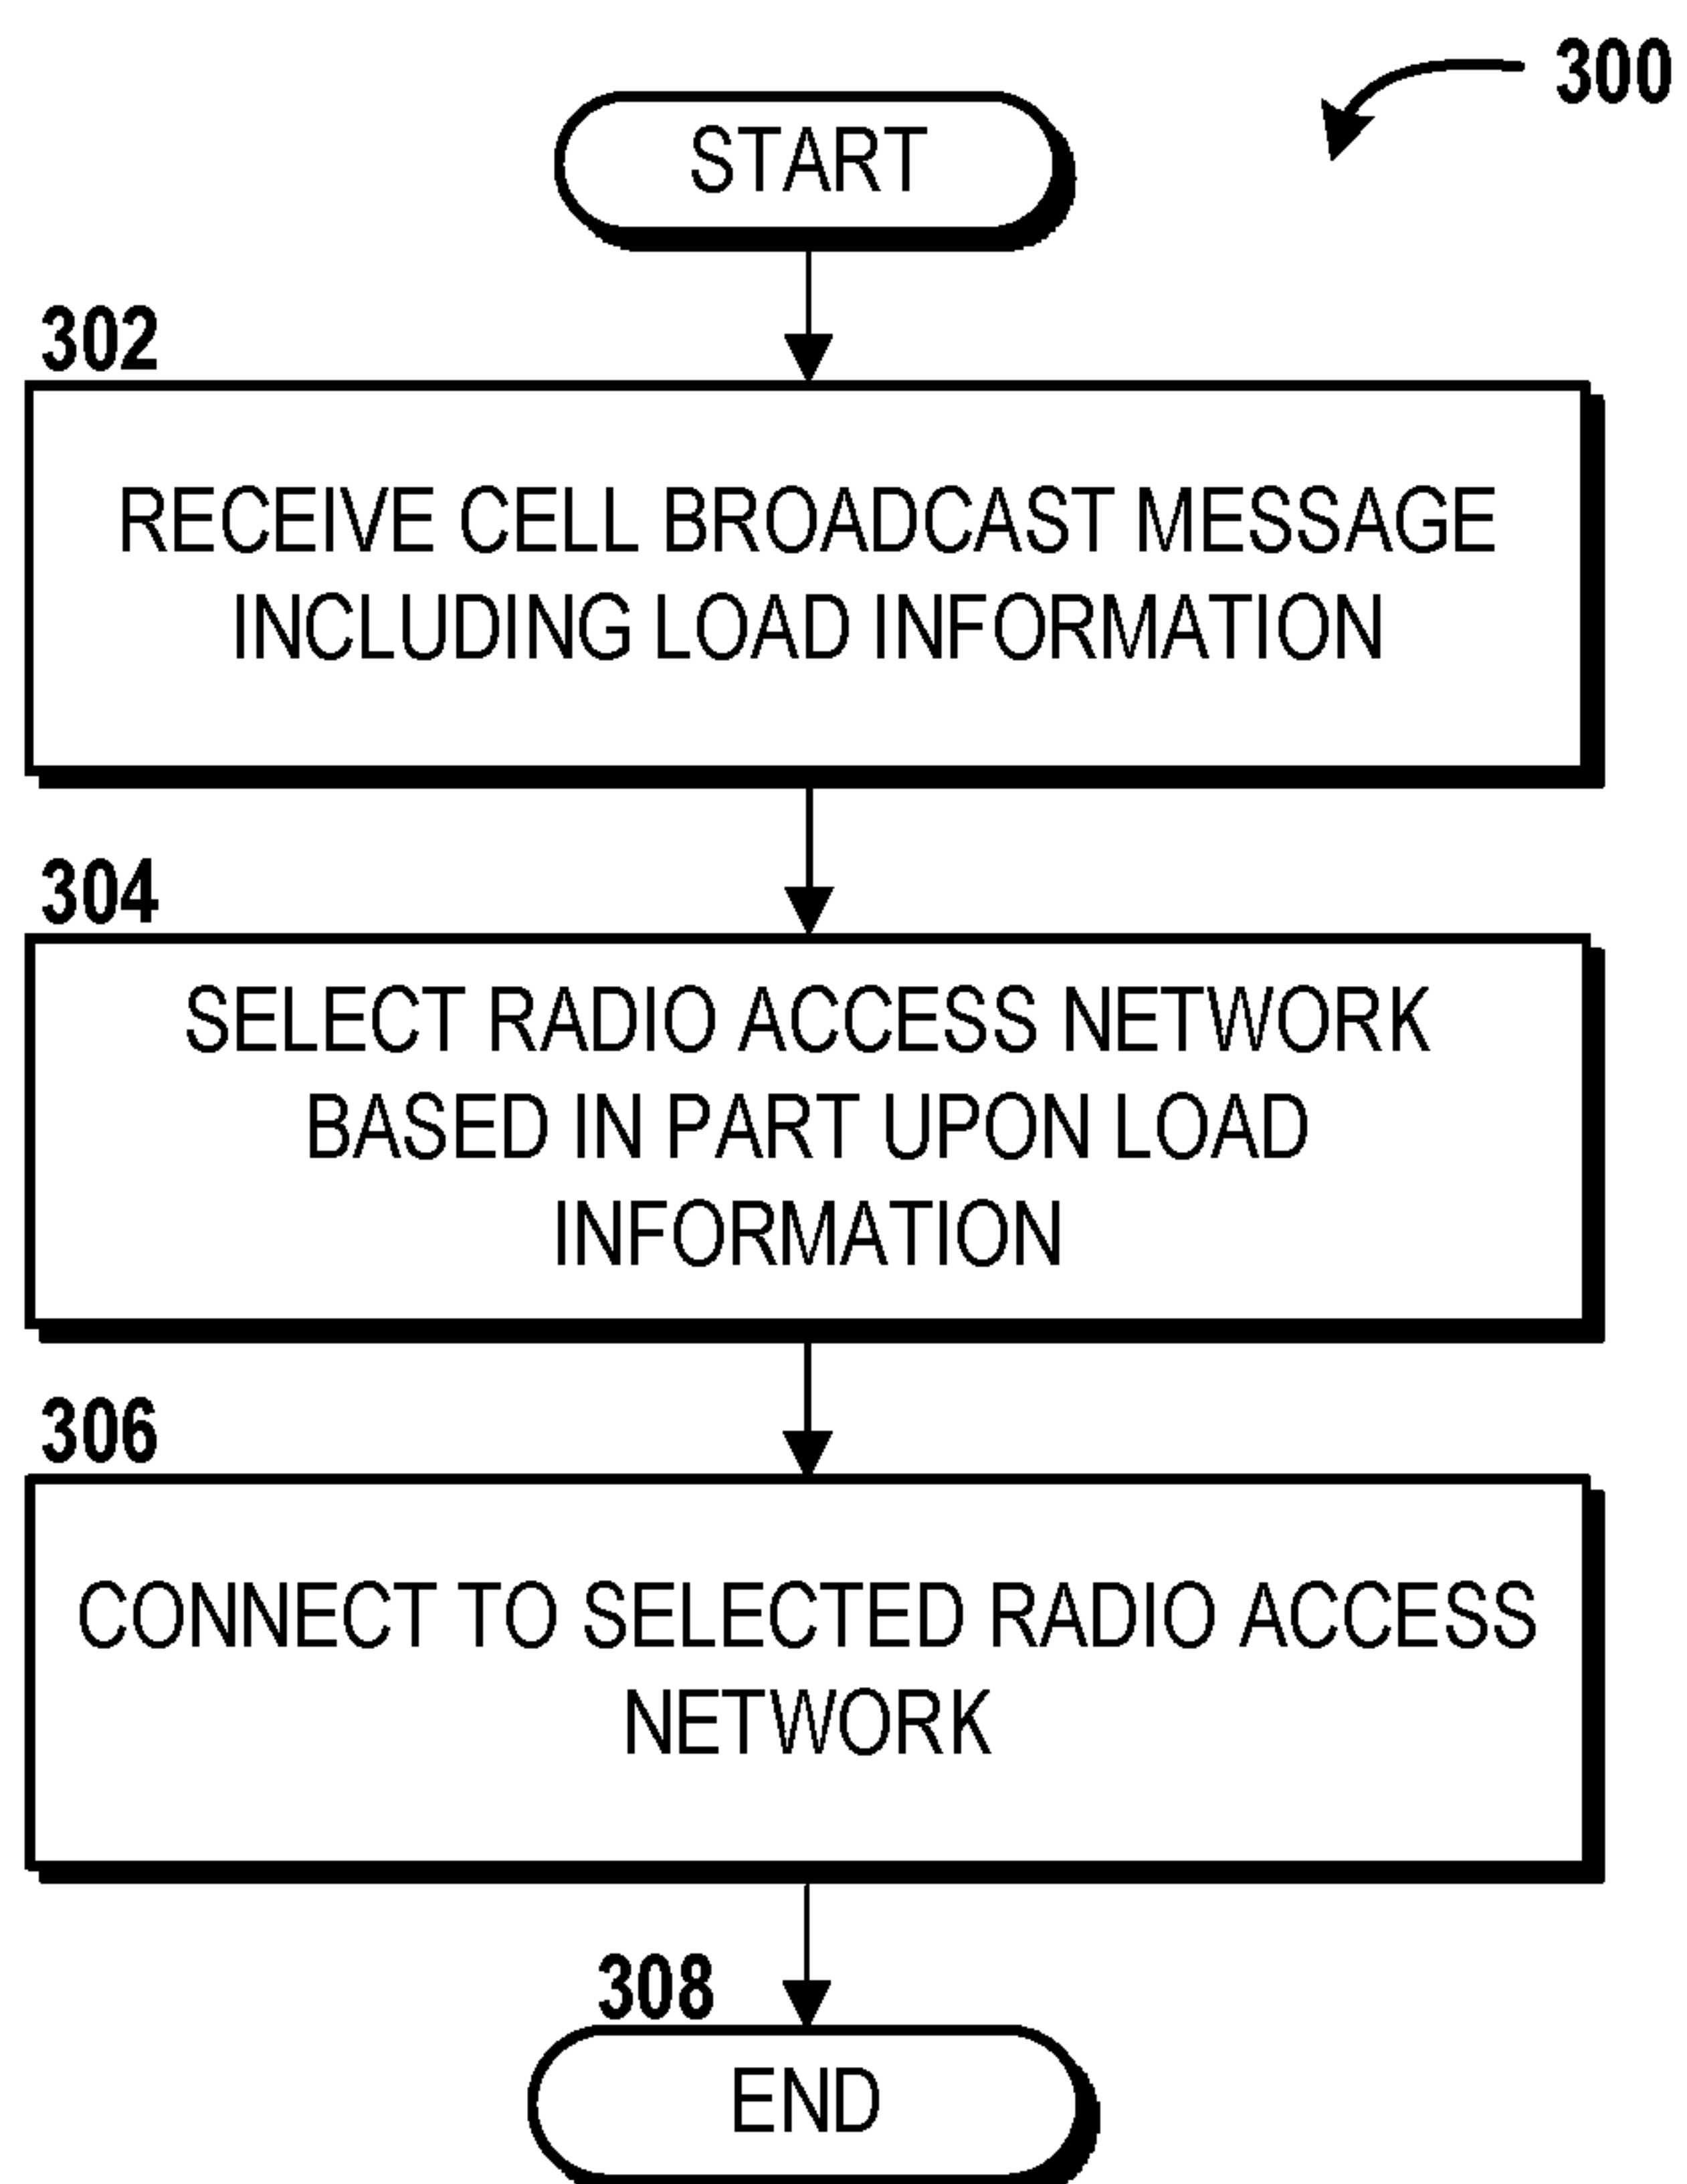 300
START
302
RECEIVE CELL BROADCAST MESSAGE
INCLUDING LOAD INFORMATION
304
SELECT RADIO ACCESS NETWORK
BASED IN PART UPON LOAD
INFORMATION
306
CONNECT TO SELECTED RADIO ACCESS
NETWORK
308
END